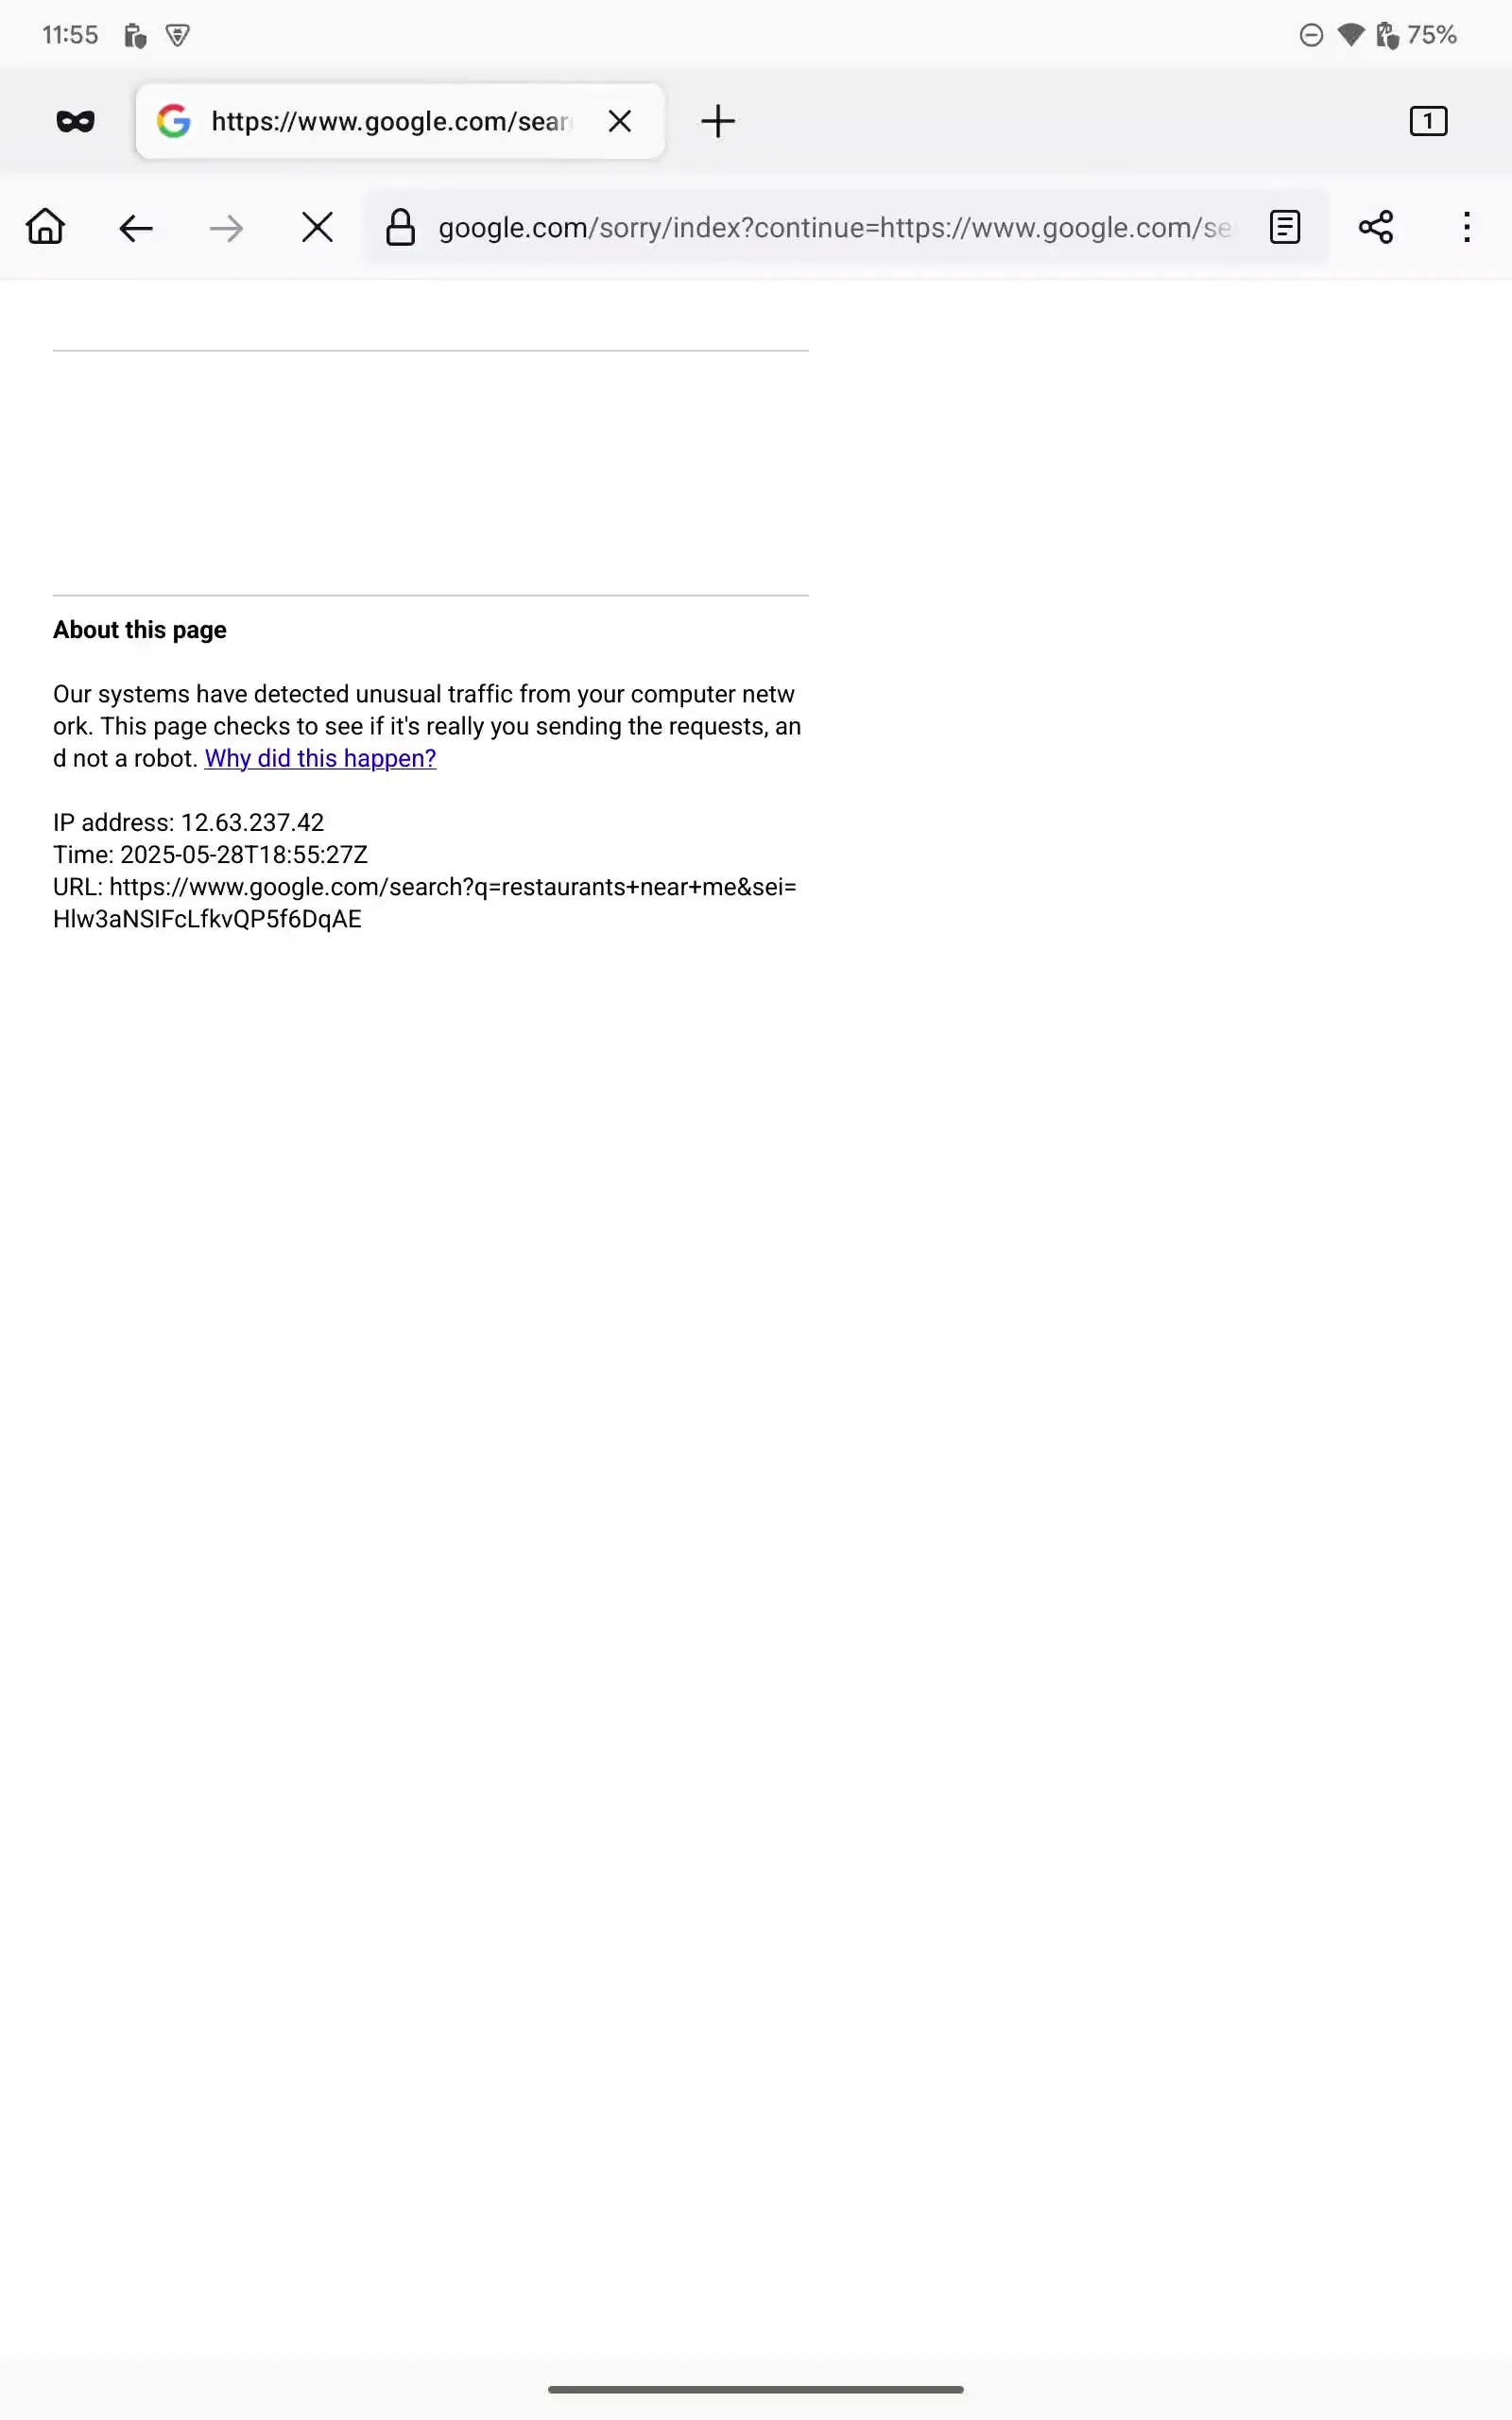 11:55
75%
https://www.google.com/sear
1
google.com/sorry/index?continue=https://www.google.com/se
About this page
Our systems have detected unusual traffic from your computer netw
ork. This page checks to see if it's really you sending the requests, an
d not a robot. Why did this happen?
IP address: 12.63.237.42
Time: 2025-05-28T18:55:27Z
URL: https://www.google.com/search?q=restaurants+near+me&sei=
Hlw3aNSIFcLfkvQP5f6DqAE